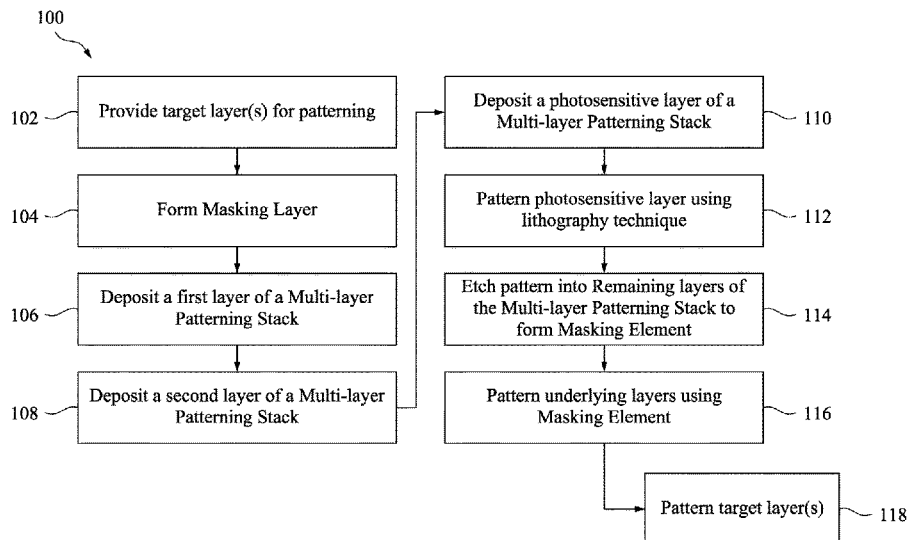 100
102
Provide target layer(s) for patterning
104
Form Masking Layer
106
Deposit a first layer of a Multi-layer
Patterning Stack
108
Deposit a second layer of a Multi-layer
Patterning Stack
Deposit a photosensitive layer of a
Multi-layer Patterning Stack
110
Pattern photosensitive layer using
lithography technique
112
Etch pattern into Remaining layers of
the Multi-layer Patterning Stack to
form Masking Element
114
Pattern underlying layers using
Masking Element
116
Pattern target layer(s)
118